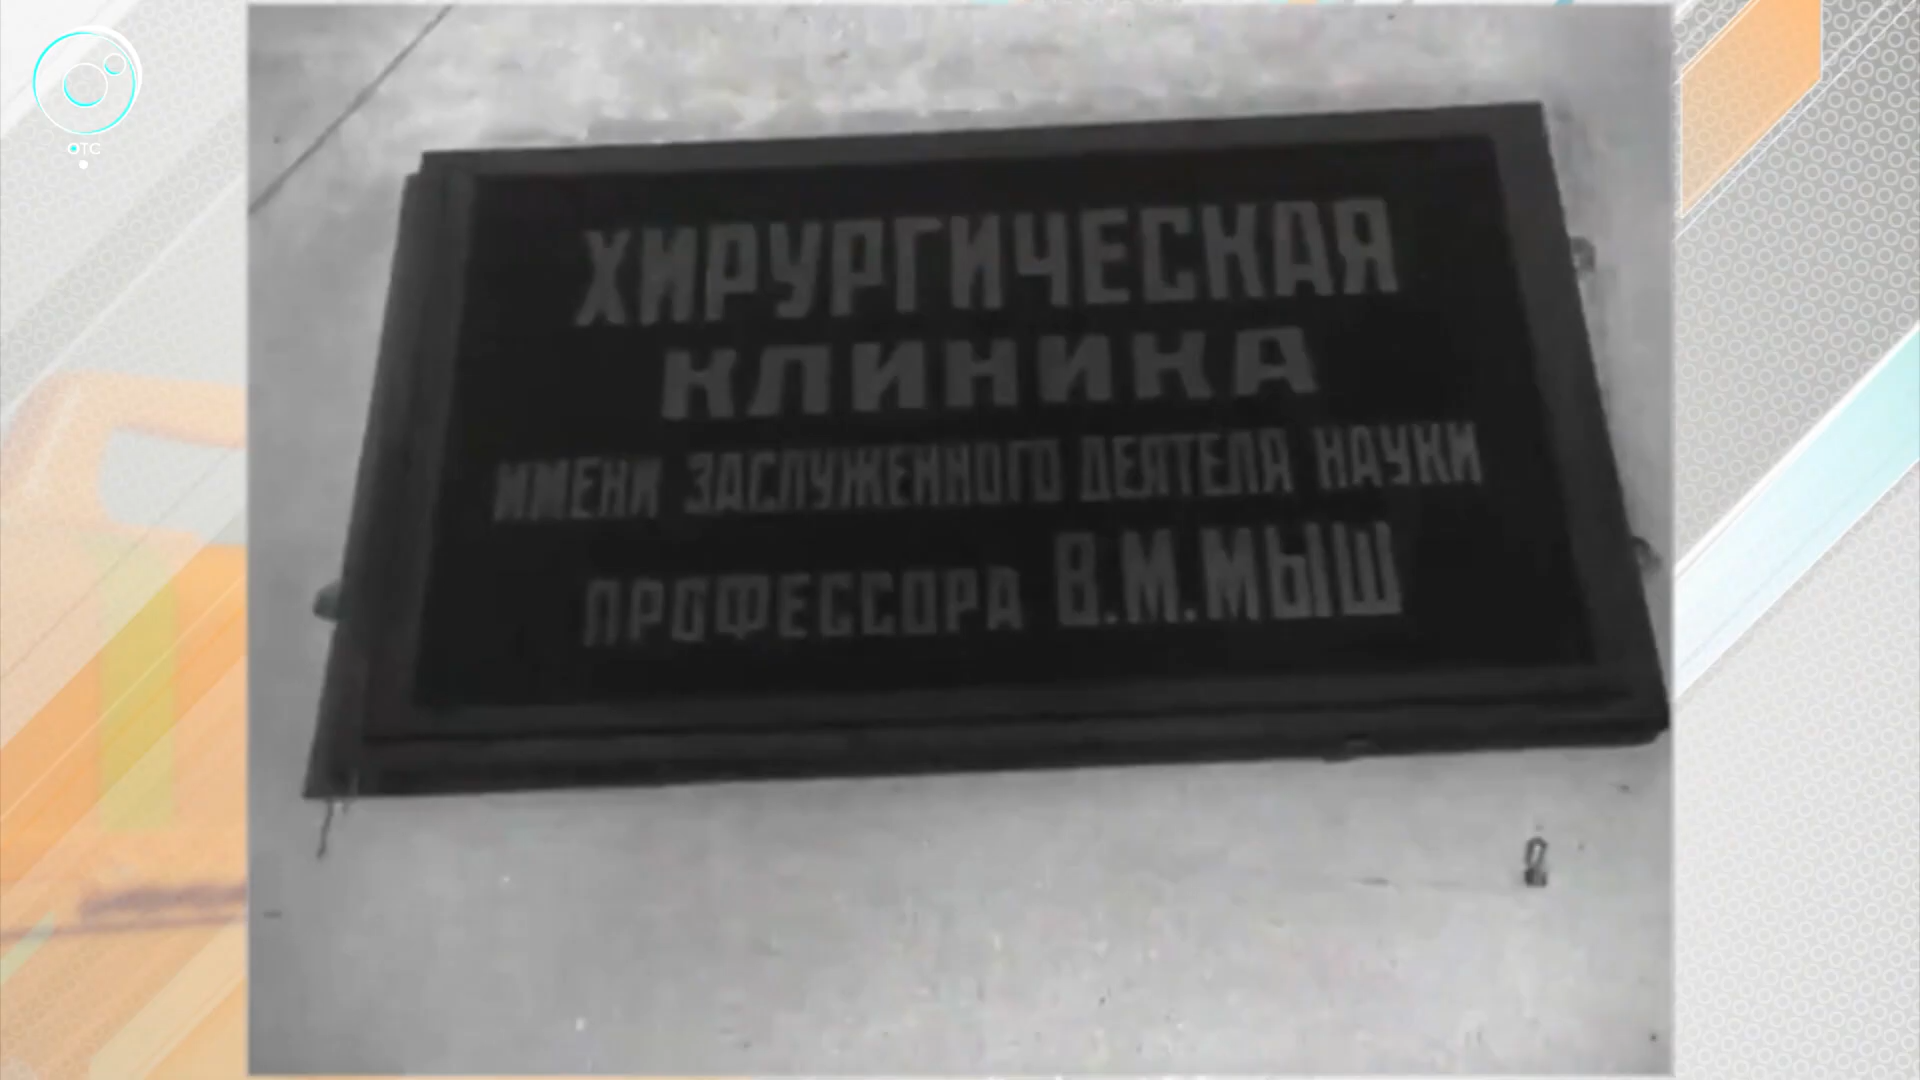 ОТС
ХИРУРГИЧЕСКАЯ
КЛИНИКА
ИМЕНИ ЗАСЛУЖЕННОГО ДЕЯТЕЛЯ НАУКИ
ПРОФЕССОРА В.М.МЫШ